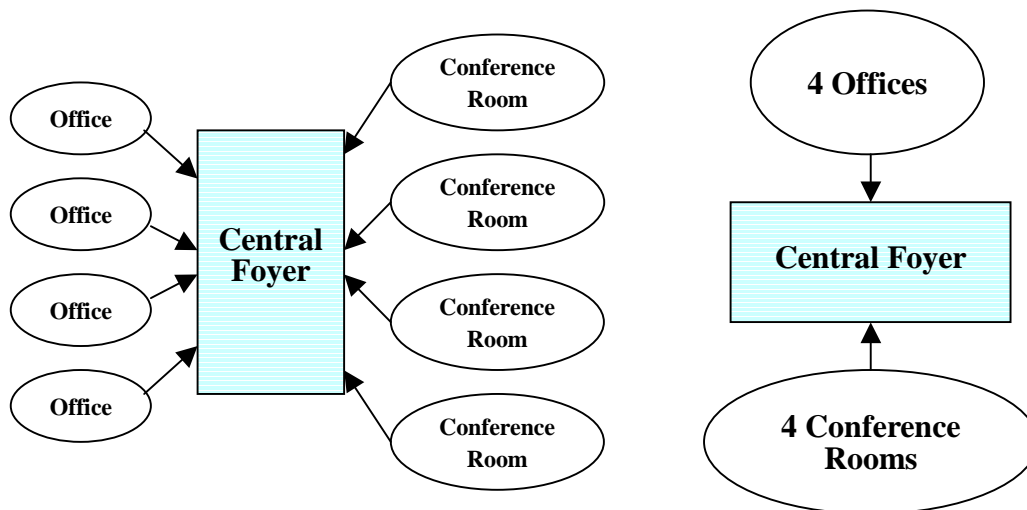 Office
Office
Office
Office
Central
Foyer
Conference
Room
Conference
Room
Conference
Room
Conference
Room
4 Offices
Central Foyer
4 Conference
Rooms